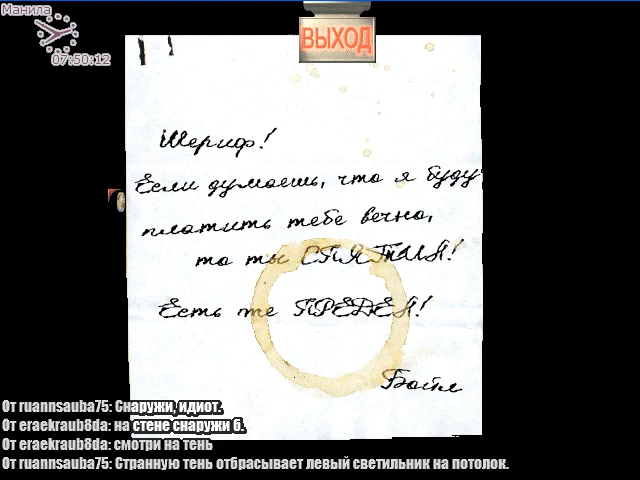 Манила
07:50:12
ВЫХОД
Шериф!
Если думаешь, что я буду
платить тебе вечно,
то ты СПЯТИЛ!
Есть же ПРЕДЕЛ!
Бойл
От ruannsauba75: Снаружи, идиот.
От eraekraub8da: на стене снаружи б.
От eraekraub8da: смотри на тень
От ruannsauba75: Странную тень отбрасывает левый светильник на потолок.